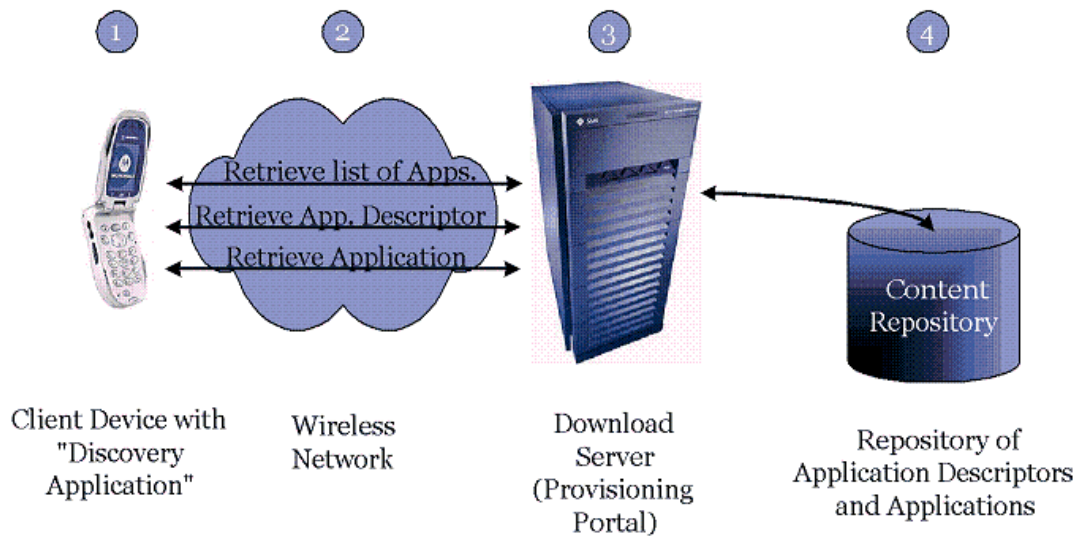 1
2
3
4
Retrieve list of Apps.
Retrieve App. Descriptor
Retrieve Application
Sun
Content
Repository
Client Device with
"Discovery
Application"
Wireless
Network
Download
Server
(Provisioning
Portal)
Repository of
Application Descriptors
and Applications